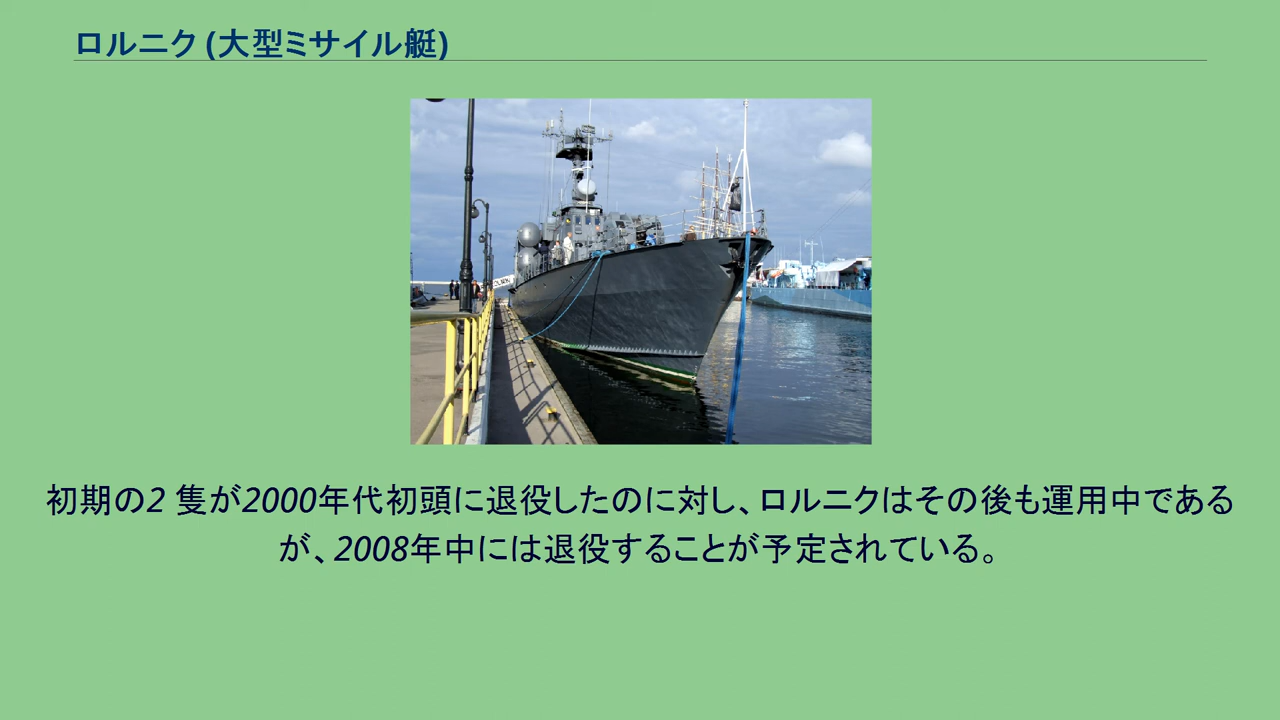 ロルニク (大型ミサイル艇)
初期の2 隻が2000年代初頭に退役したのに対し、ロルニクはその後も運用中である
が、2008年中には退役することが予定されている。